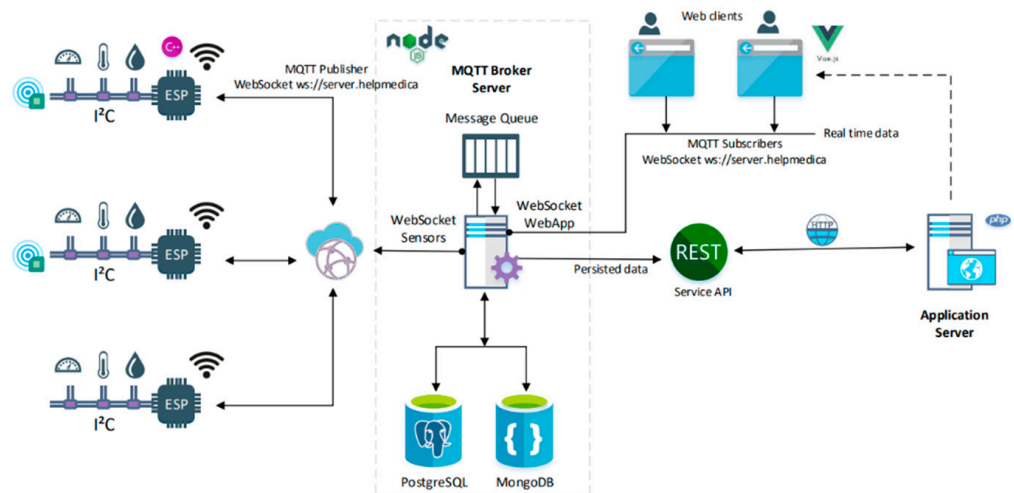 C++
ESP
I²C
MQTT Publisher
WebSocket ws://server.helpmedica
ESP
I²C
ESP
I²C
node
JS
MQTT Broker
Server
Message Queue
WebSocket
Sensors
WebSocket
WebApp
Persisted data
PostgreSQL
MongoDB
Web clients
Vue.js
Real time data
MQTT Subscribers
WebSocket ws://server.helpmedica
REST
Service API
HTTP
php
Application
Server